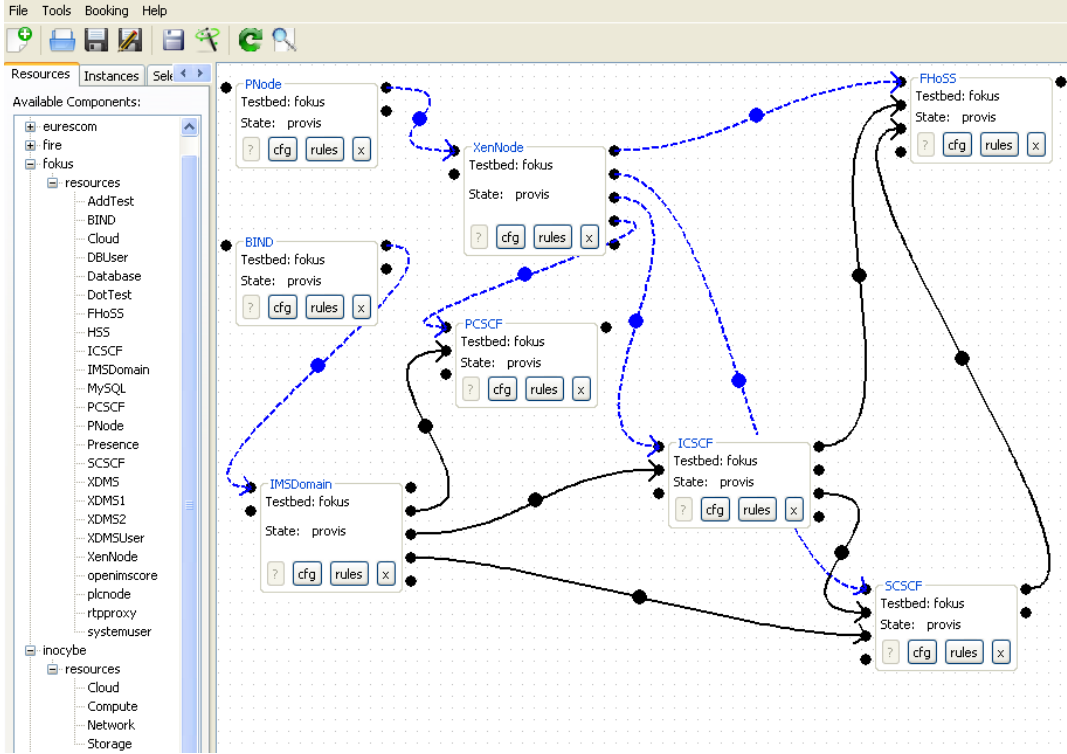 File Tools Booking Help
Resources Instances Sele
Available Components:
eurescom
fire
fokus
resources
AddTest
BIND
Cloud
DBUser
Database
DotTest
FHoSS
HSS
ICSCF
IMSDomain
MySQL
PCSCF
PNode
Presence
SCSCF
XDMS
XDMS1
XDMS2
XDMSUser
XenNode
openimscore
plcnode
rtpproxy
systemuser
inocybe
resources
Cloud
Compute
Network
Storage
PNode
Testbed: fokus
State: provis
? cfg rules x
XenNode
Testbed: fokus
State: provis
? cfg rules x
FHoSS
Testbed: fokus
State: provis
? cfg rules x
BIND
Testbed: fokus
State: provis
? cfg rules x
PCSCF
Testbed: fokus
State: provis
? cfg rules x
ICSCF
Testbed: fokus
State: provis
? cfg rules x
IMSDomain
Testbed: fokus
State: provis
? cfg rules x
SCSCF
Testbed: fokus
State: provis
? cfg rules x